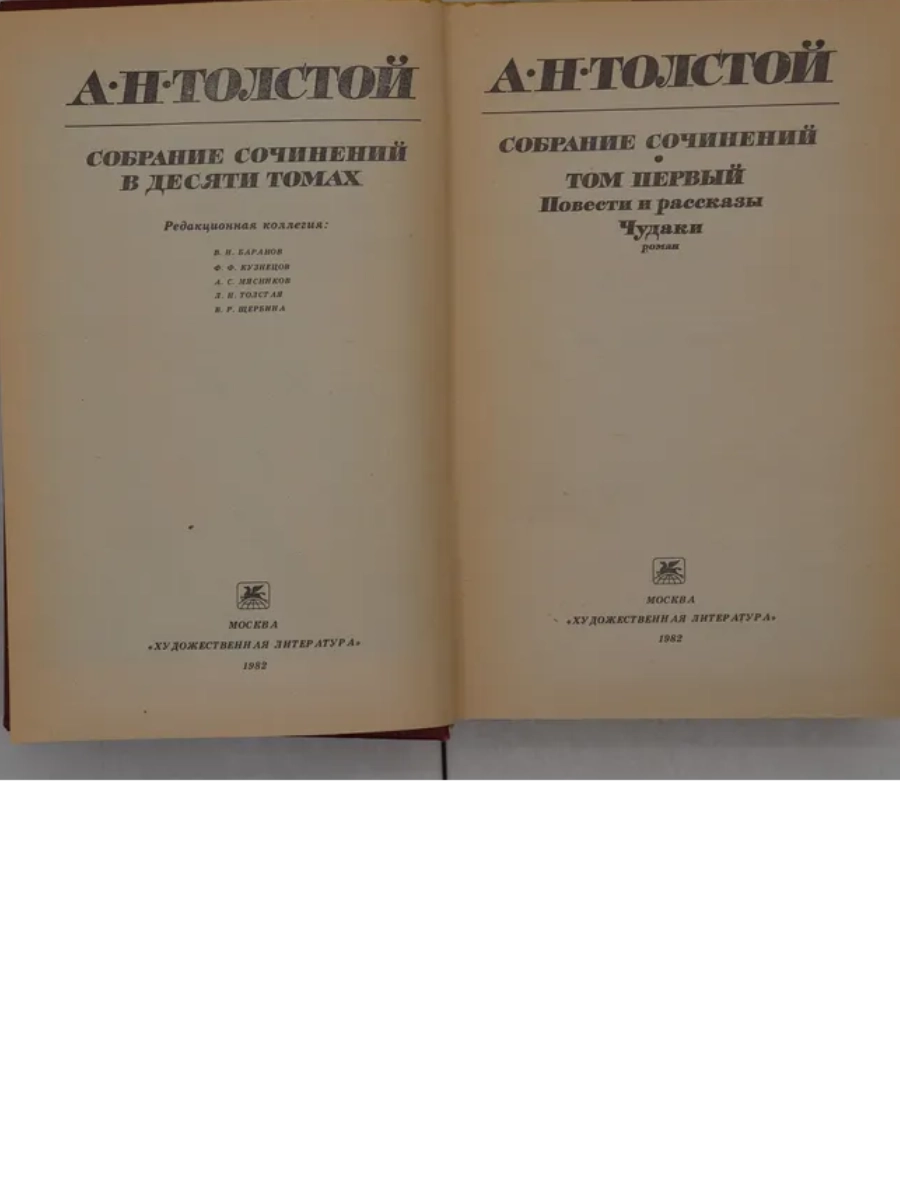 А·Н·ТОЛСТОЙ
СОБРАНИЕ СОЧИНЕНИЙ
В ДЕСЯТИ ТОМАХ
Редакционная коллегия:
В. И. БАРАНОВ
Ф. Ф. КУЗНЕЦОВ
А. С. МЯСНИКОВ
Л. И. ТОЛСТАЯ
В. Р. ЩЕРБИНА
МОСКВА
«ХУДОЖЕСТВЕННАЯ ЛИТЕРАТУРА»
1982
А·Н·ТОЛСТОЙ
СОБРАНИЕ СОЧИНЕНИЙ
ТОМ ПЕРВЫЙ
Повести и рассказы
Чудаки
роман
МОСКВА
«ХУДОЖЕСТВЕННАЯ ЛИТЕРАТУРА»
1982